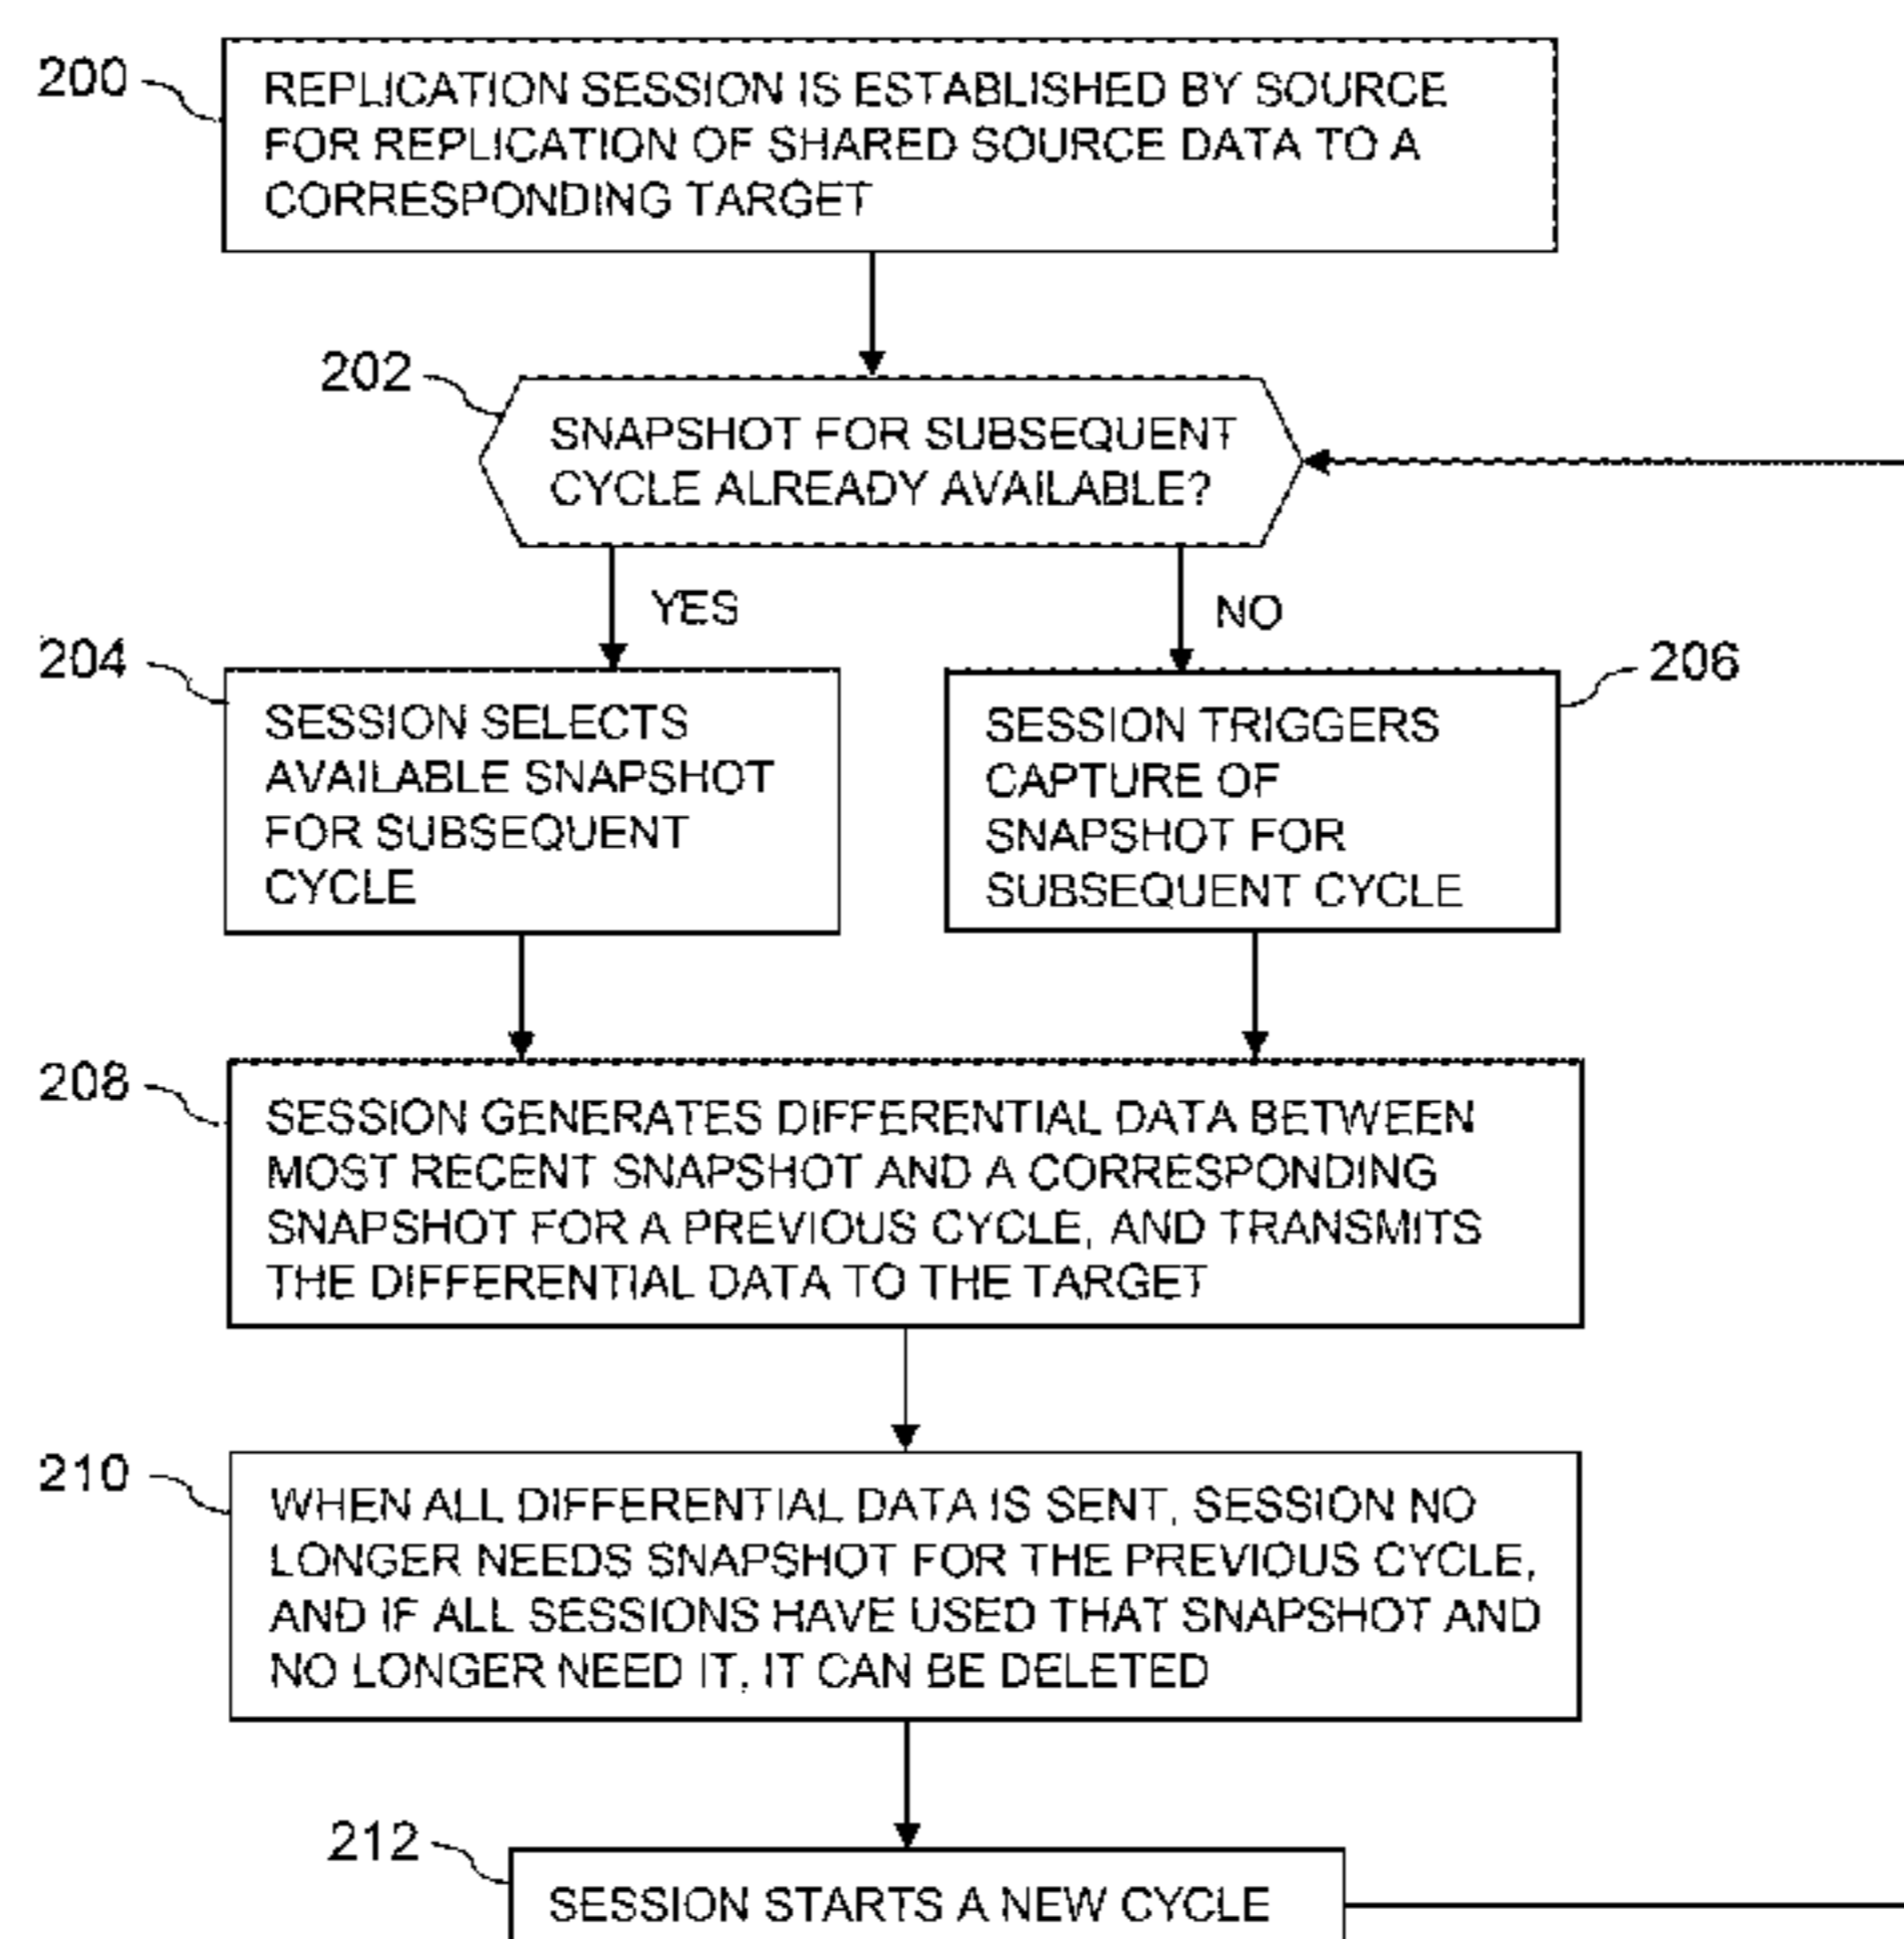 200
REPLICATION SESSION IS ESTABLISHED BY SOURCE
FOR REPLICATION OF SHARED SOURCE DATA TO A
CORRESPONDING TARGET
202
SNAPSHOT FOR SUBSEQUENT
CYCLE ALREADY AVAILABLE?
YES
NO
204
SESSION SELECTS
AVAILABLE SNAPSHOT
FOR SUBSEQUENT
CYCLE
206
SESSION TRIGGERS
CAPTURE OF
SNAPSHOT FOR
SUBSEQUENT CYCLE
208
SESSION GENERATES DIFFERENTIAL DATA BETWEEN
MOST RECENT SNAPSHOT AND A CORRESPONDING
SNAPSHOT FOR A PREVIOUS CYCLE, AND TRANSMITS
THE DIFFERENTIAL DATA TO THE TARGET
210
WHEN ALL DIFFERENTIAL DATA IS SENT, SESSION NO
LONGER NEEDS SNAPSHOT FOR THE PREVIOUS CYCLE,
AND IF ALL SESSIONS HAVE USED THAT SNAPSHOT AND
NO LONGER NEED IT, IT CAN BE DELETED
212
SESSION STARTS A NEW CYCLE